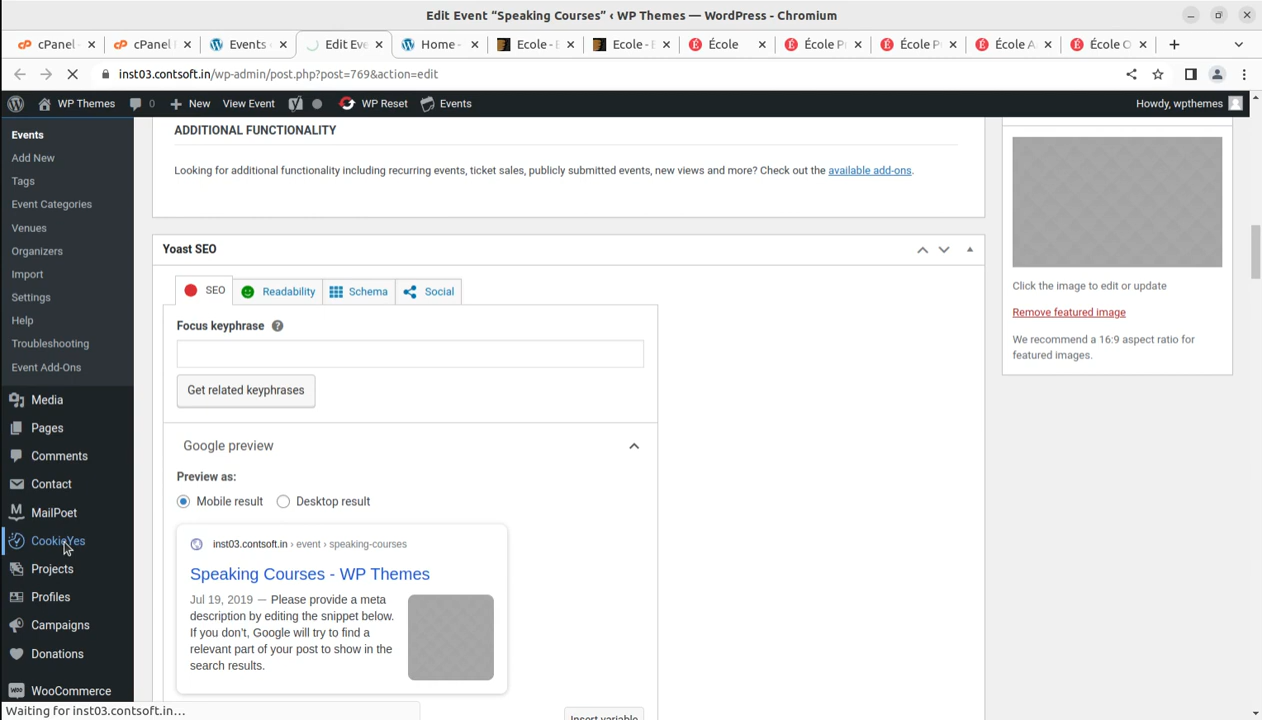 Edit Event “Speaking Courses” ‹ WP Themes — WordPress - Chromium
cPanel - cPanel Events Edit Eve Home - Ecole - E Ecole - E École École P École P École A École O
inst03.contsoft.in/wp-admin/post.php?post=769&action=edit
WP Themes 0 New View Event WP Reset Events Howdy, wpthemes
Events
Add New
Tags
Event Categories
Venues
Organizers
Import
Settings
Help
Troubleshooting
Event Add-Ons
Media
Pages
Comments
Contact
MailPoet
CookieYes
Projects
Profiles
Campaigns
Donations
WooCommerce
ADDITIONAL FUNCTIONALITY
Looking for additional functionality including recurring events, ticket sales, publicly submitted events, new views and more? Check out the available add-ons.
Yoast SEO
SEO Readability Schema Social
Focus keyphrase
Get related keyphrases
Google preview
Preview as:
Mobile result Desktop result
inst03.contsoft.in › event › speaking-courses
Speaking Courses - WP Themes
Jul 19, 2019 — Please provide a meta
description by editing the snippet below.
If you don’t, Google will try to find a
relevant part of your post to show in the
search results.
Insert variable
Click the image to edit or update
Remove featured image
We recommend a 16:9 aspect ratio for
featured images.
Waiting for inst03.contsoft.in...